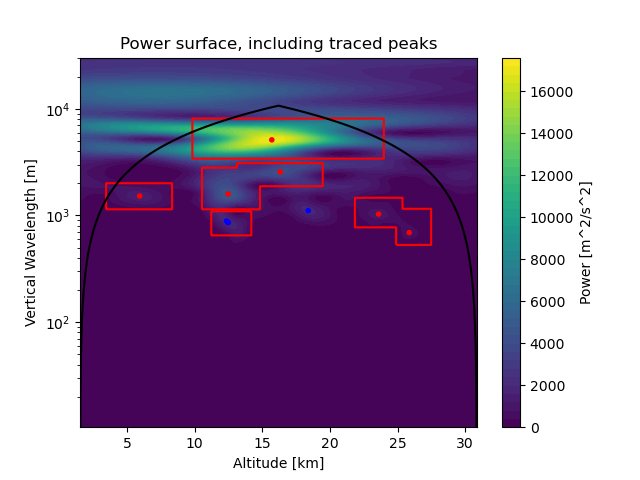 Power surface, including traced peaks
Vertical Wavelength [m]
10^4
10^3
10^2
5 10 15 20 25 30
Altitude [km]
16000
14000
12000
10000
8000
6000
4000
2000
0
Power [m^2/s^2]